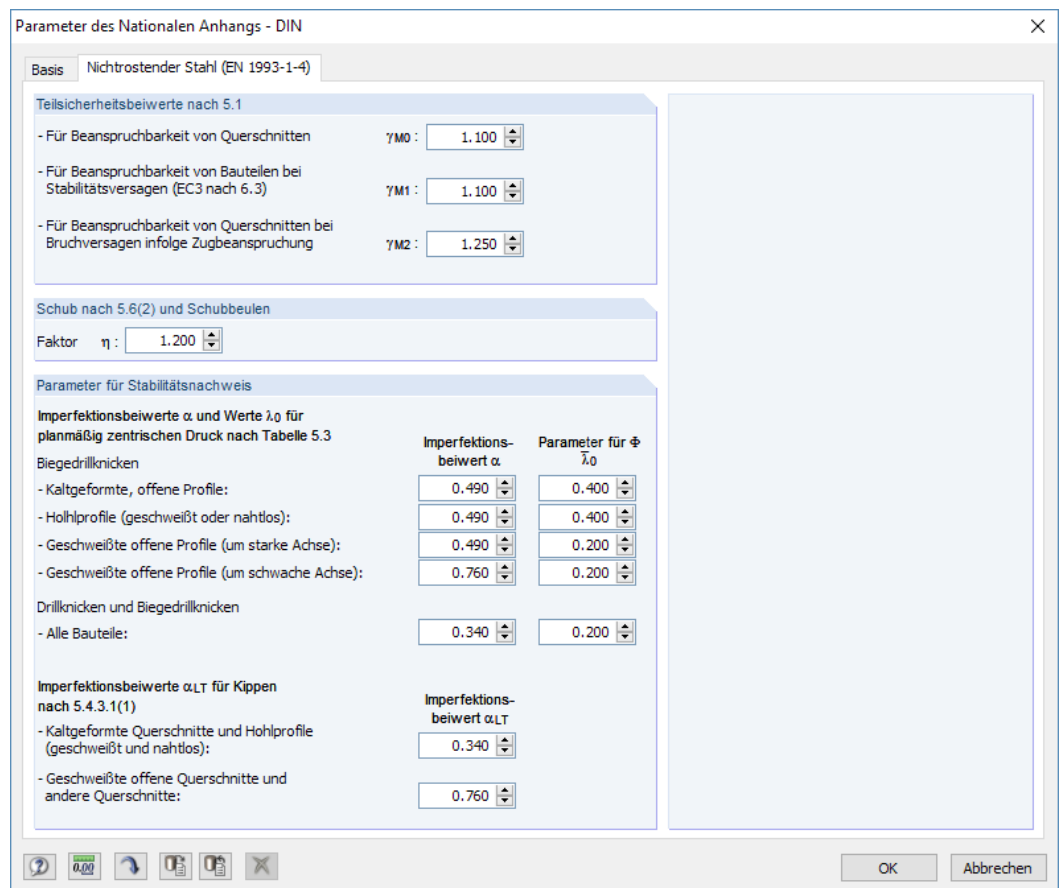 Parameter des Nationalen Anhangs - DIN
Basis
Nichtrostender Stahl (EN 1993-1-4)
Teilsicherheitsbeiwerte nach 5.1
- Für Beanspruchbarkeit von Querschnitten γM0 : 1.100
- Für Beanspruchbarkeit von Bauteilen bei
Stabilitätsversagen (EC3 nach 6.3) γM1 : 1.100
- Für Beanspruchbarkeit von Querschnitten bei
Bruchversagen infolge Zugbeanspruchung γM2 : 1.250
Schub nach 5.6(2) und Schubbeulen
Faktor η : 1.200
Parameter für Stabilitätsnachweis
Imperfektionsbeiwerte α und Werte λ0 für
planmäßig zentrischen Druck nach Tabelle 5.3
Imperfektions-
beiwert α
Parameter für Φ
λ̅0
Biegedrillknicken
- Kaltgeformte, offene Profile: 0.490 0.400
- Holhlprofile (geschweißt oder nahtlos): 0.490 0.400
- Geschweißte offene Profile (um starke Achse): 0.490 0.200
- Geschweißte offene Profile (um schwache Achse): 0.760 0.200
Drillknicken und Biegedrillknicken
- Alle Bauteile: 0.340 0.200
Imperfektionsbeiwerte αLT für Kippen
nach 5.4.3.1(1)
Imperfektions-
beiwert αLT
- Kaltgeformte Querschnitte und Hohlprofile
(geschweißt und nahtlos): 0.340
- Geschweißte offene Querschnitte und
andere Querschnitte: 0.760
0.00
OK
Abbrechen